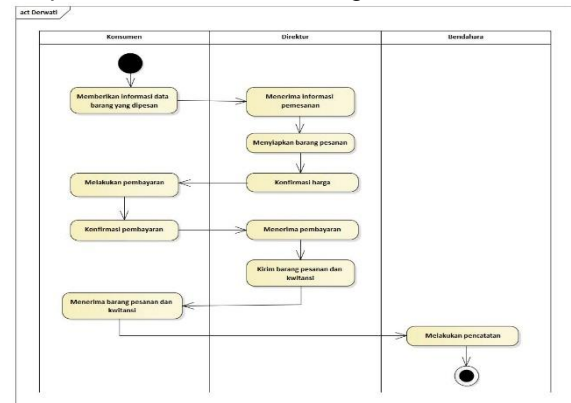 act Derwati
Konsumen
Direktur
Bendahara
Memberikan informasi data
barang yang dipesan
Menerima informasi
pemesanan
Menyiapkan barang pesanan
Konfirmasi harga
Melakukan pembayaran
Konfirmasi pembayaran
Menerima pembayaran
Kirim barang pesanan dan
kwitansi
Menerima barang pesanan dan
kwitansi
Melakukan pencatatan